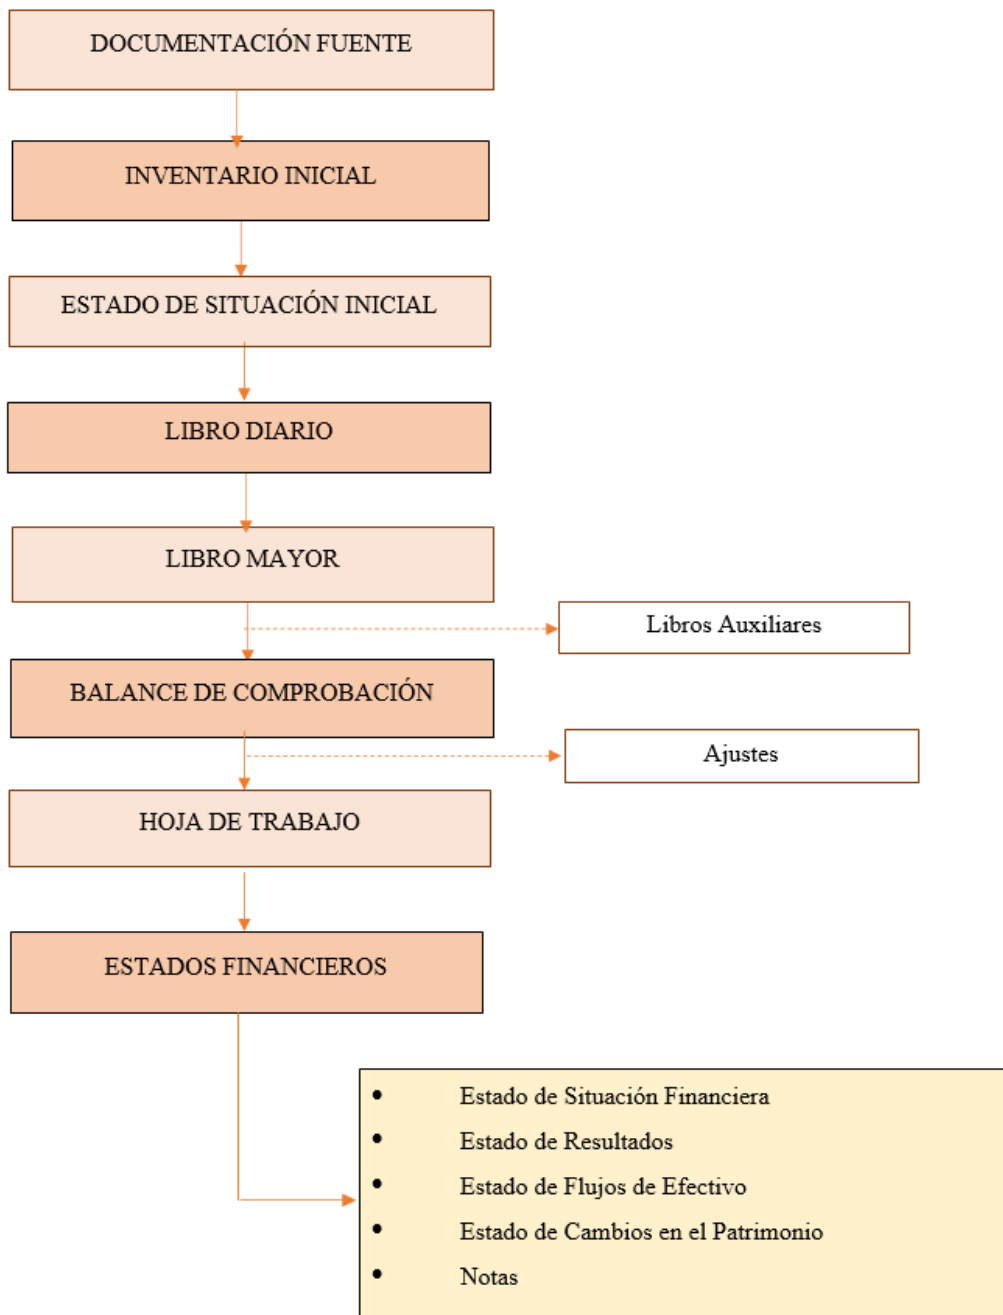 DOCUMENTACIÓN FUENTE
INVENTARIO INICIAL
ESTADO DE SITUACIÓN INICIAL
LIBRO DIARIO
LIBRO MAYOR
Libros Auxiliares
BALANCE DE COMPROBACIÓN
Ajustes
HOJA DE TRABAJO
ESTADOS FINANCIEROS
• Estado de Situación Financiera
• Estado de Resultados
• Estado de Flujos de Efectivo
• Estado de Cambios en el Patrimonio
• Notas